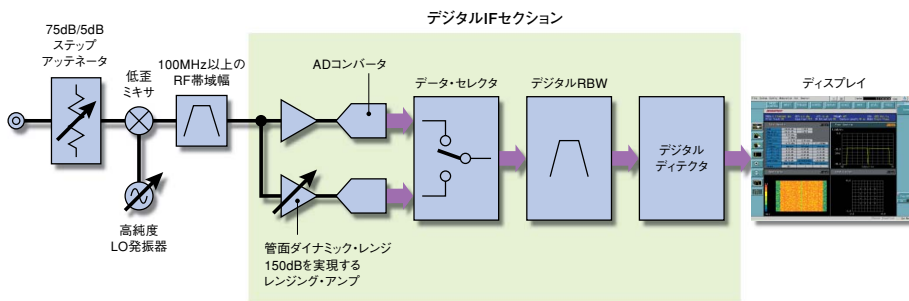 デジタルIFセクション
75dB/5dB
ステップ
アッテネータ
低歪
ミキサ
100MHz以上の
RF帯域幅
ADコンバータ
データ・セレクタ
デジタルRBW
ディスプレイ
デジタル
ディテクタ
高純度
LO発振器
管面ダイナミック・レンジ
150dBを実現する
レンジング・アンプ